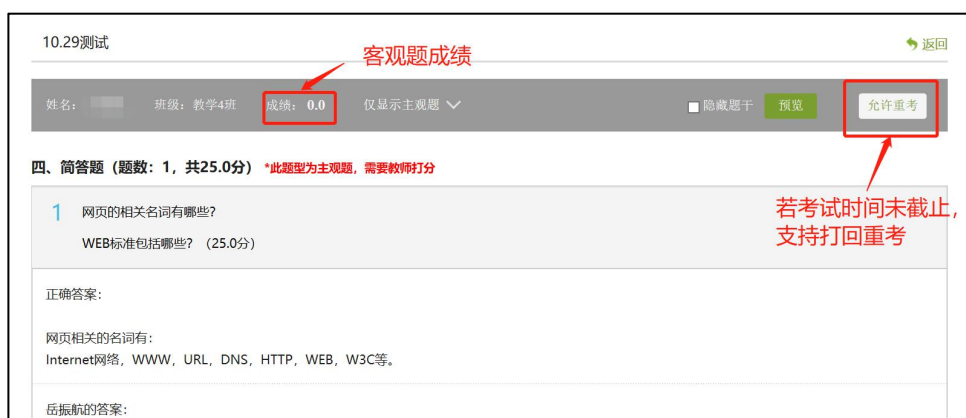 10.29测试
返回
客观题成绩
姓名： 班级：教学4班 成绩：0.0 仅显示主观题 隐藏题干 预览 允许重考
四、简答题（题数：1，共25.0分） *此题型为主观题，需要教师打分
1 网页的相关名词有哪些？
WEB标准包括哪些？（25.0分）
若考试时间未截止，
支持打回重考
正确答案：
网页相关的名词有：
Internet网络，WWW，URL，DNS，HTTP，WEB，W3C等。
岳振航的答案：